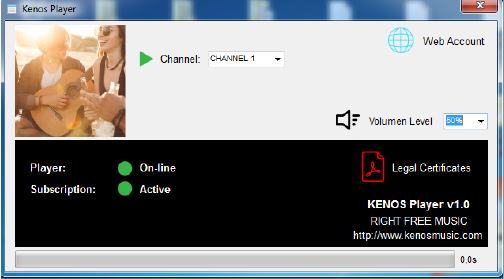 Kenos Player
Web Account
Channel: CHANNEL 1
Volumen Level 50%
Player: On-line
Subscription: Active
Legal Certificates
KENOS Player v1.0
RIGHT FREE MUSIC
http://www.kenosmusic.com
0,0s